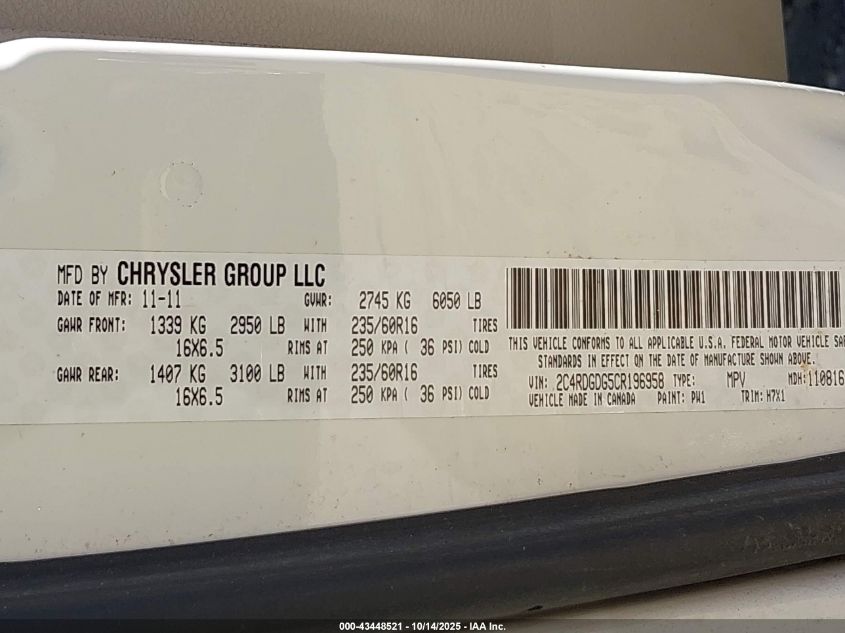 MFD BY CHRYSLER GROUP LLC
DATE OF MFR: 11-11 GVWR: 2745 KG 6050 LB
GAWR FRONT: 1339 KG 2950 LB WITH 235/60R16 TIRES
16X6.5 RIMS AT 250 KPA ( 36 PSI) COLD
GAWR REAR: 1407 KG 3100 LB WITH 235/60R16 TIRES
16X6.5 RIMS AT 250 KPA ( 36 PSI) COLD
THIS VEHICLE CONFORMS TO ALL APPLICABLE U.S.A. FEDERAL MOTOR VEHICLE SAF
STANDARDS IN EFFECT ON THE DATE OF MANUFACTURE SHOWN ABOVE.
VIN: 2C4RDGDG5CR196958 TYPE: MPV MDH: 110816
VEHICLE MADE IN CANADA PAINT: PW1 TRIM: H7X1
000-43448521 - 10/14/2025 - IAA Inc.